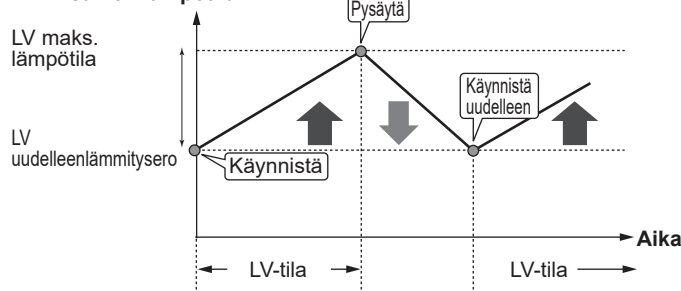 Pysäytä
LV maks.
lämpötila
Käynnistä
uudelleen
LV
uudelleenlämmitysero
Käynnistä
Aika
LV-tila
LV-tila